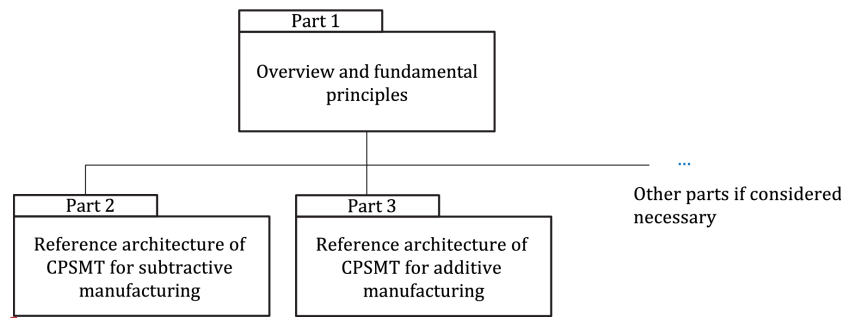 Part 1
Overview and fundamental
principles
...
Other parts if considered
necessary
Part 2
Reference architecture of
CPSMT for subtractive
manufacturing
Part 3
Reference architecture of
CPSMT for additive
manufacturing